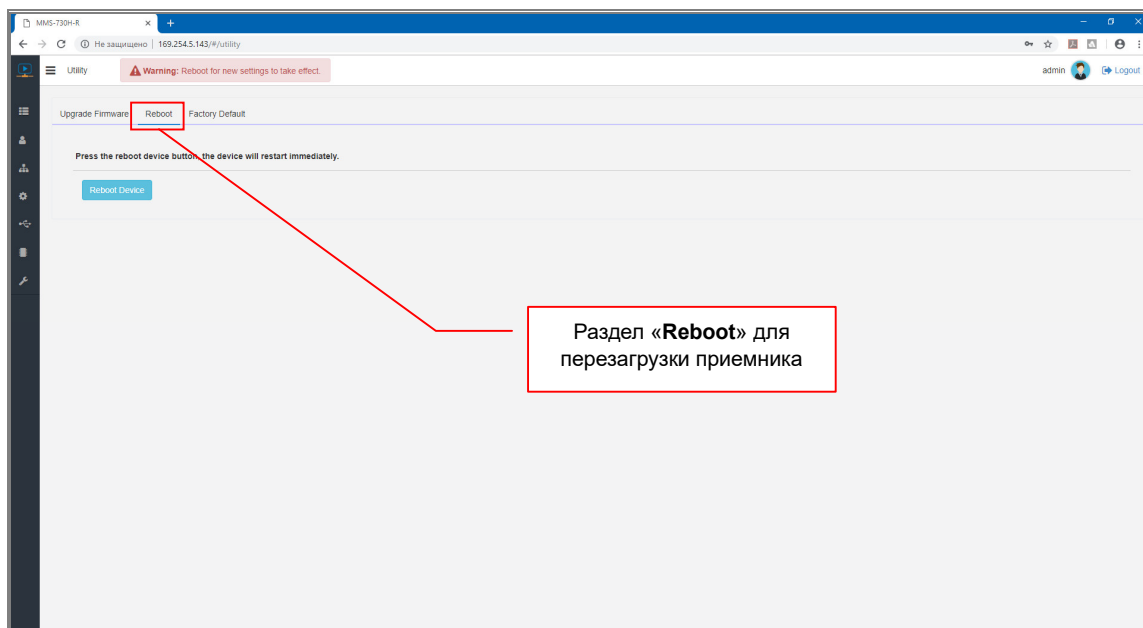 MMS-730H-R
Не защищено | 169.254.5.143/#/utility
Utility
Warning: Reboot for new settings to take effect.
admin
Logout
Upgrade Firmware
Reboot
Factory Default
Press the reboot device button, the device will restart immediately.
Reboot Device
Раздел «Reboot» для
перезагрузки приемника